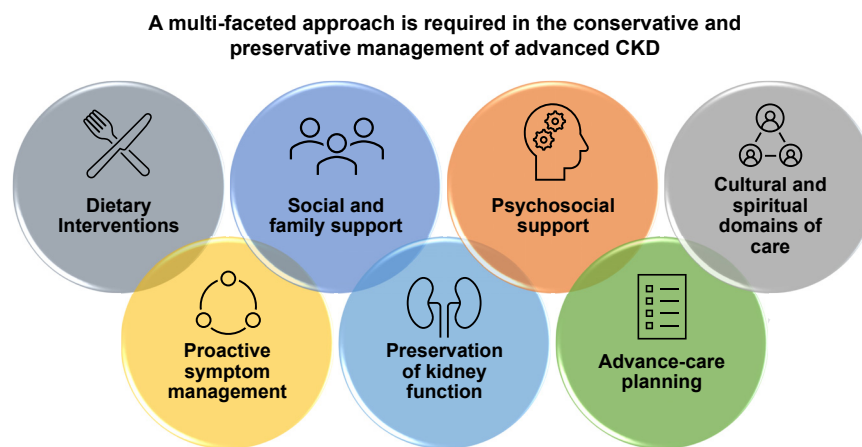 A multi-faceted approach is required in the conservative and
preservative management of advanced CKD
Dietary
Interventions
Social and
family support
Psychosocial
support
Cultural and
spiritual
domains of
care
Proactive
symptom
management
Preservation
of kidney
function
Advance-care
planning